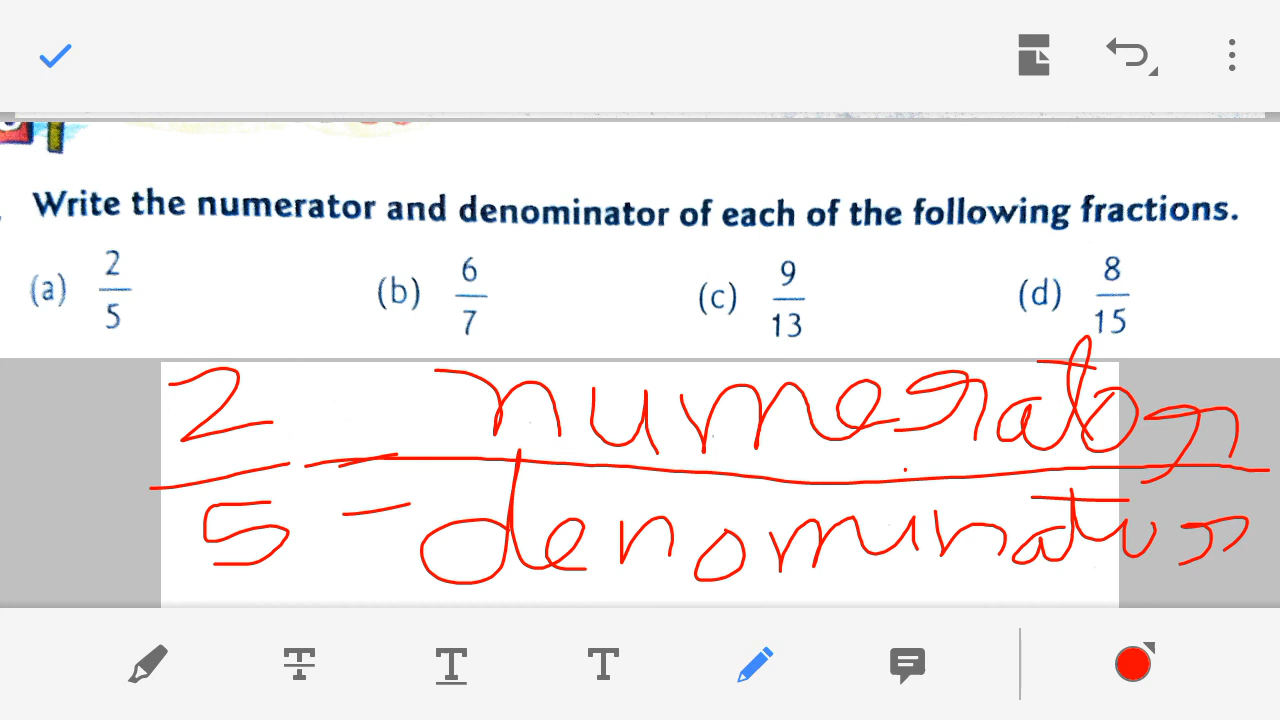 Write the numerator and denominator of each of the following fractions.
(a) 2/5 (b) 6/7 (c) 9/13 (d) 8/15
2 - numerator
5 - denominator
T T T